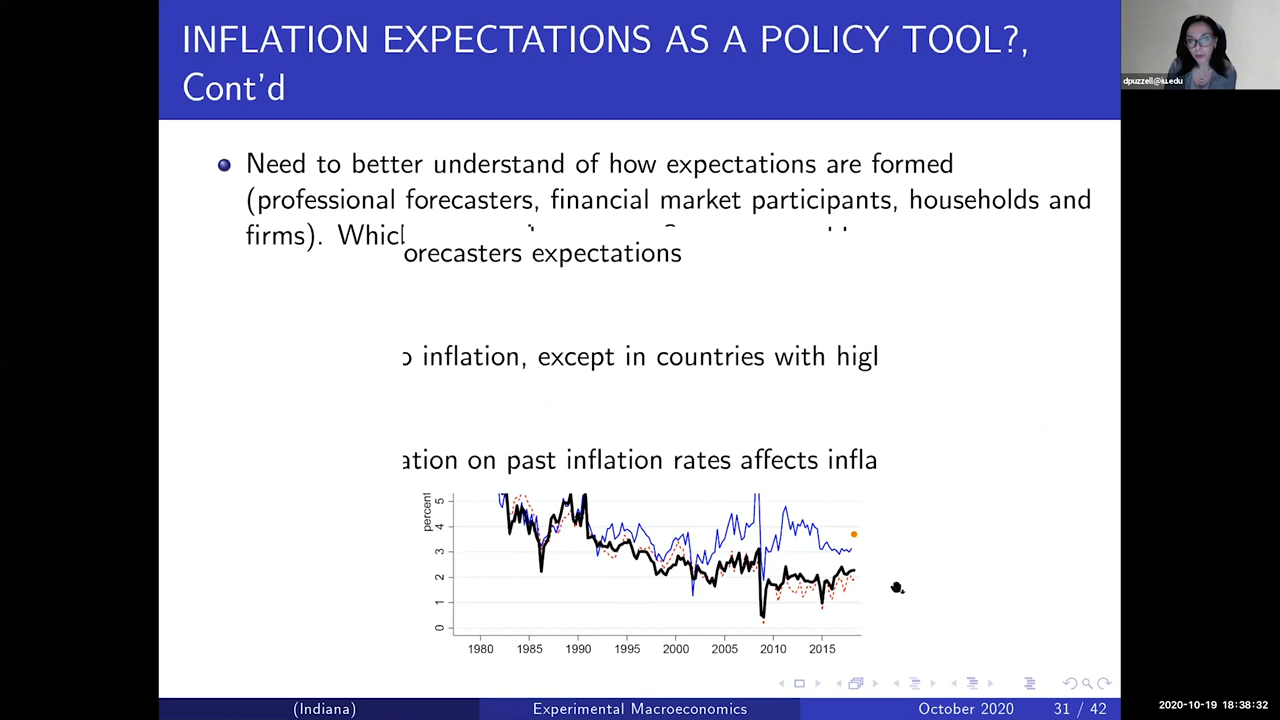 INFLATION EXPECTATIONS AS A POLICY TOOL?,
Cont'd
dpuzzell@iu.edu
Need to better understand of how expectations are formed
(professional forecasters, financial market participants, households and
firms).
orecasters expectations
o inflation, except in countries with
ation on past inflation rates affects infla
percent
5
4
3
2
1
0
1980 1985 1990 1995 2000 2005 2010 2015
(Indiana) Experimental Macroeconomics October 2020 31 / 42
2020-10-19 18:38:32